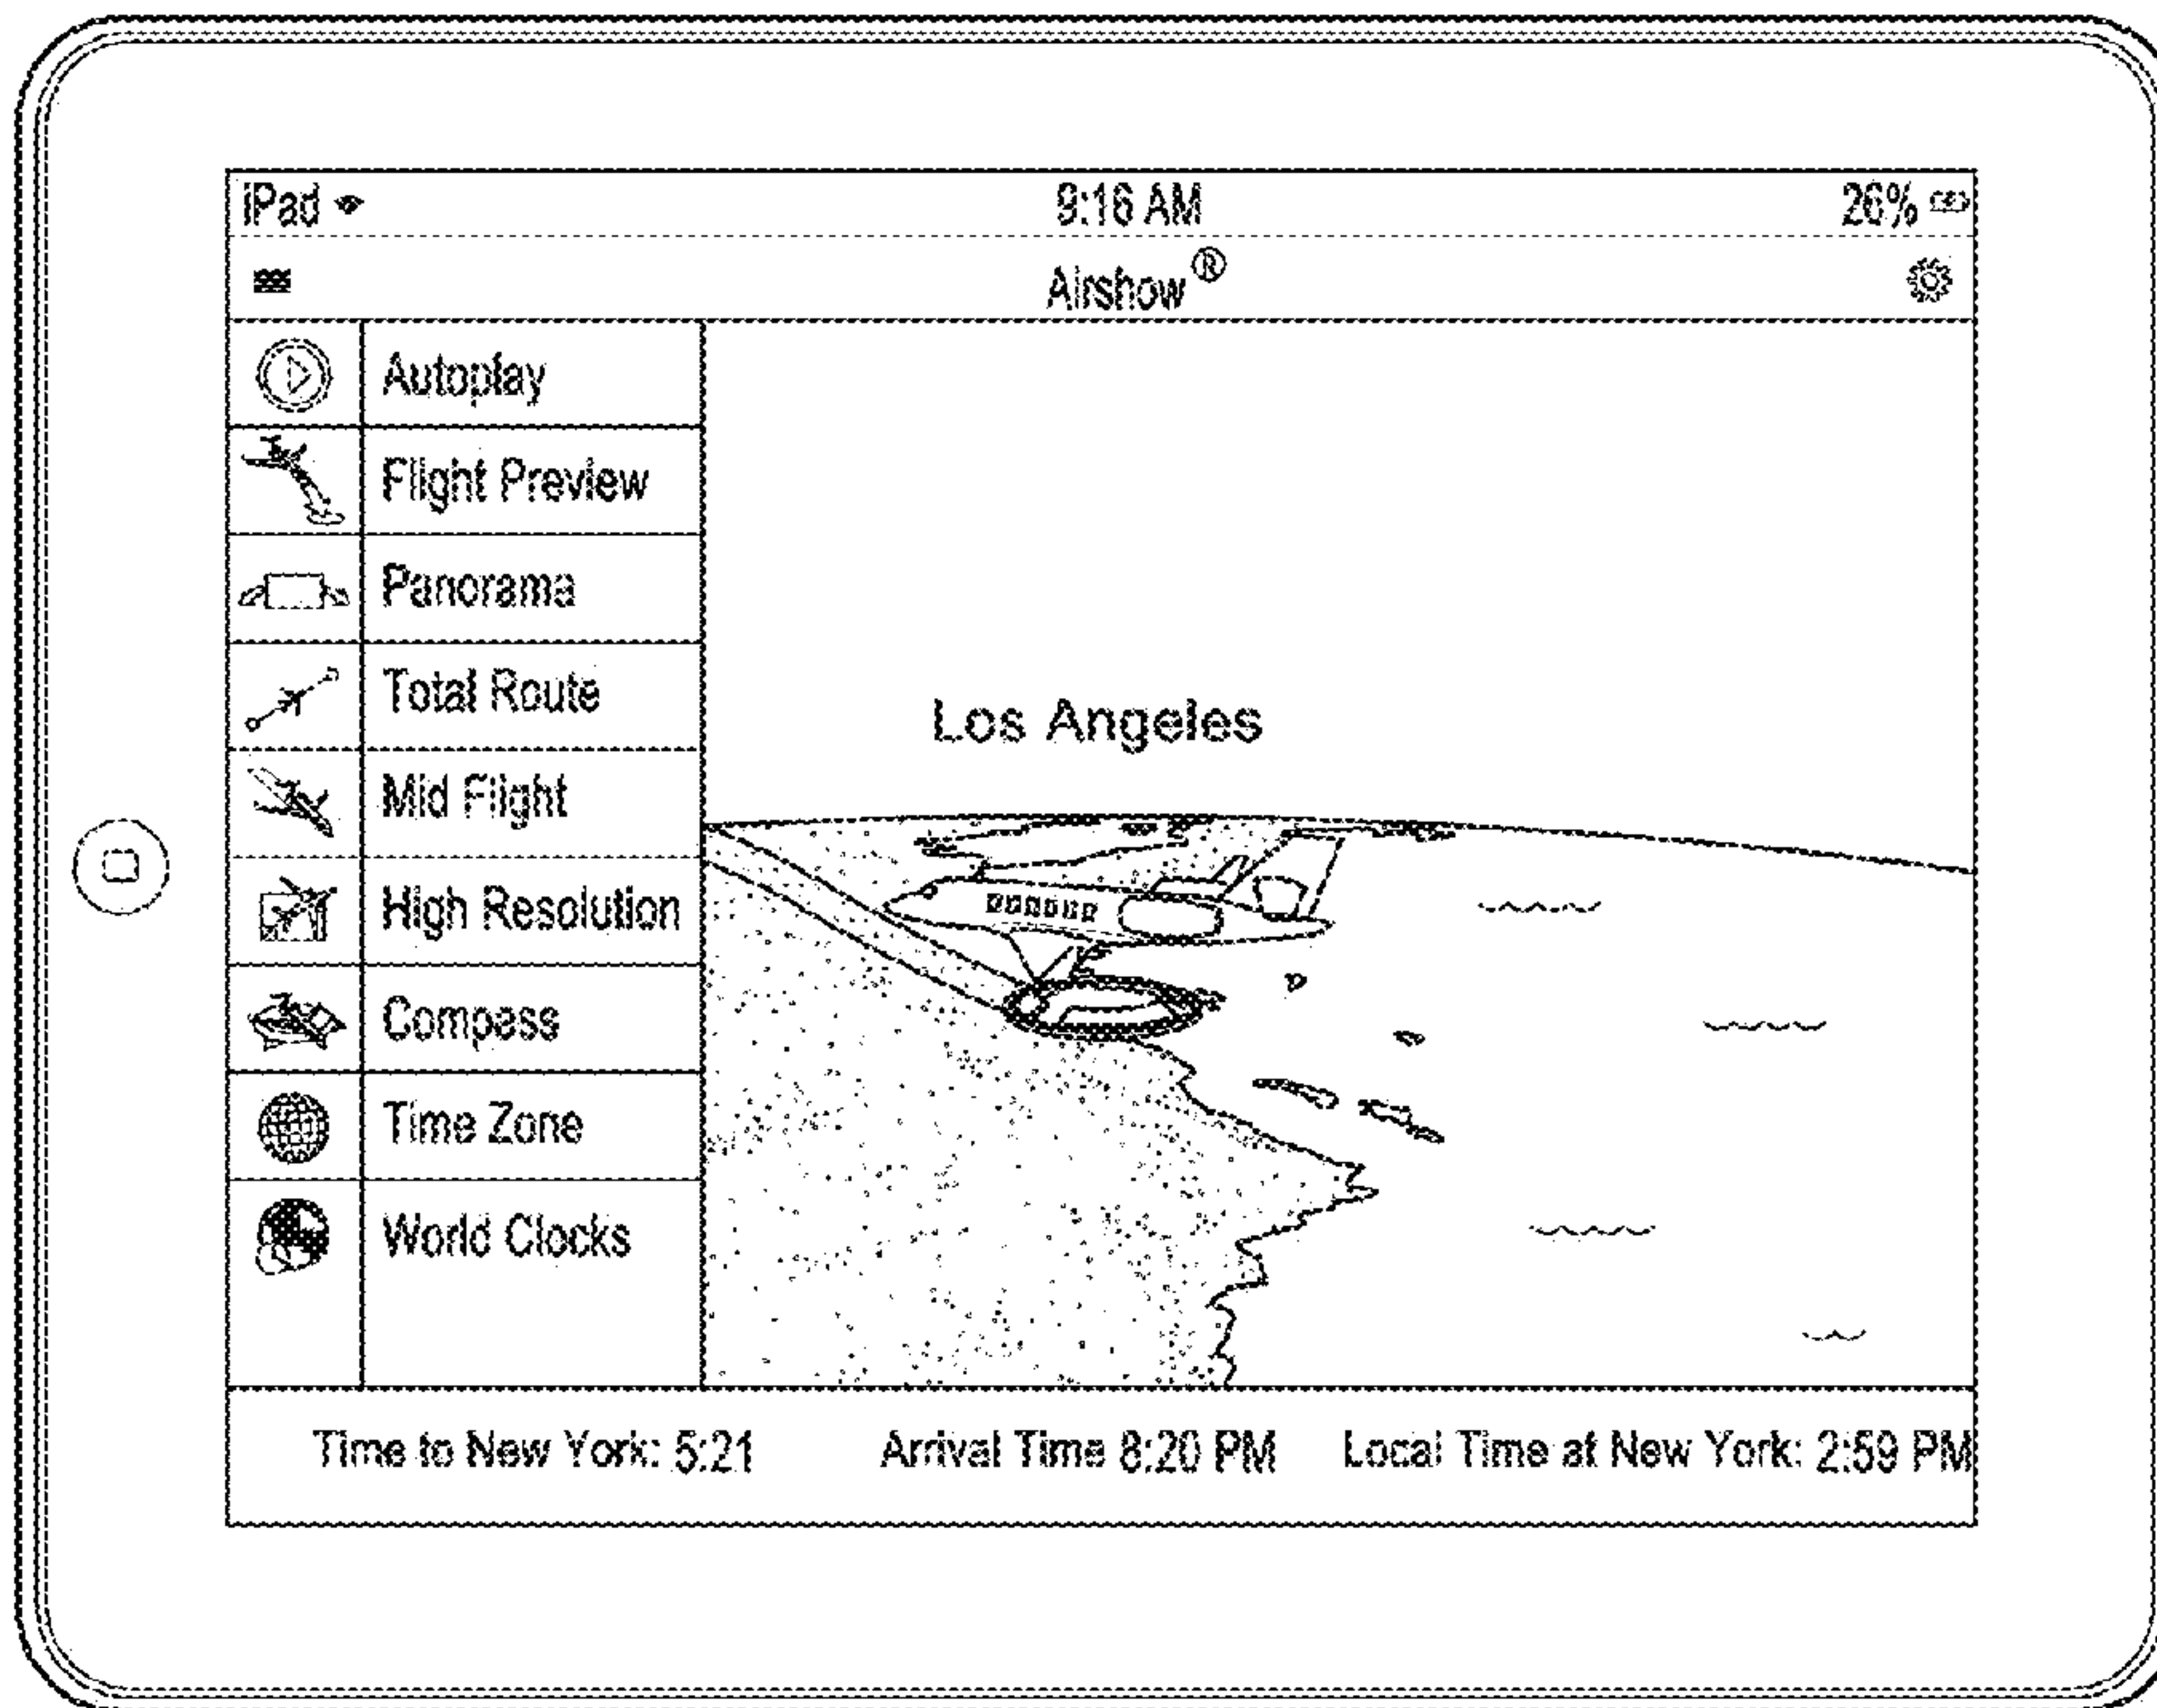 iPad 9:16 AM 26%
Airshow®
Autoplay
Flight Preview
Panorama
Total Route
Mid Flight
High Resolution
Compass
Time Zone
World Clocks
Los Angeles
Time to New York: 5:21 Arrival Time 8:20 PM Local Time at New York: 2:59 PM